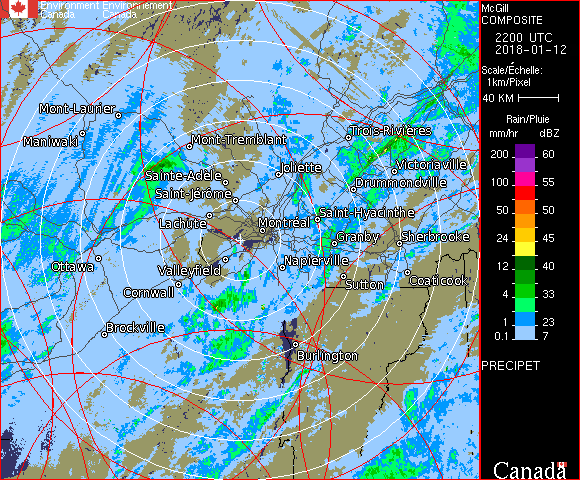 Environment Environnement
Canada Canada
McGill
COMPOSITE
2200 UTC
2018-01-12
Scale/Échelle:
1km/Pixel
40 KM
Rain/Pluie
mm/hr dBZ
200 60
100 55
50 50
24 45
12 40
4 33
1 23
0.1 7
PRECIPET
Canada
Mont-Laurier
Maniwaki
Mont-Tremblant
Trois-Rivières
Joliette
Victoriaville
Sainte-Adèle
Drummondville
Saint-Jérôme
Lachute
Montréal
Saint-Hyacinthe
Granby
Sherbrooke
Ottawa
Valleyfield
Napierville
Cornwall
Sutton
Coaticook
Brockville
Burlington